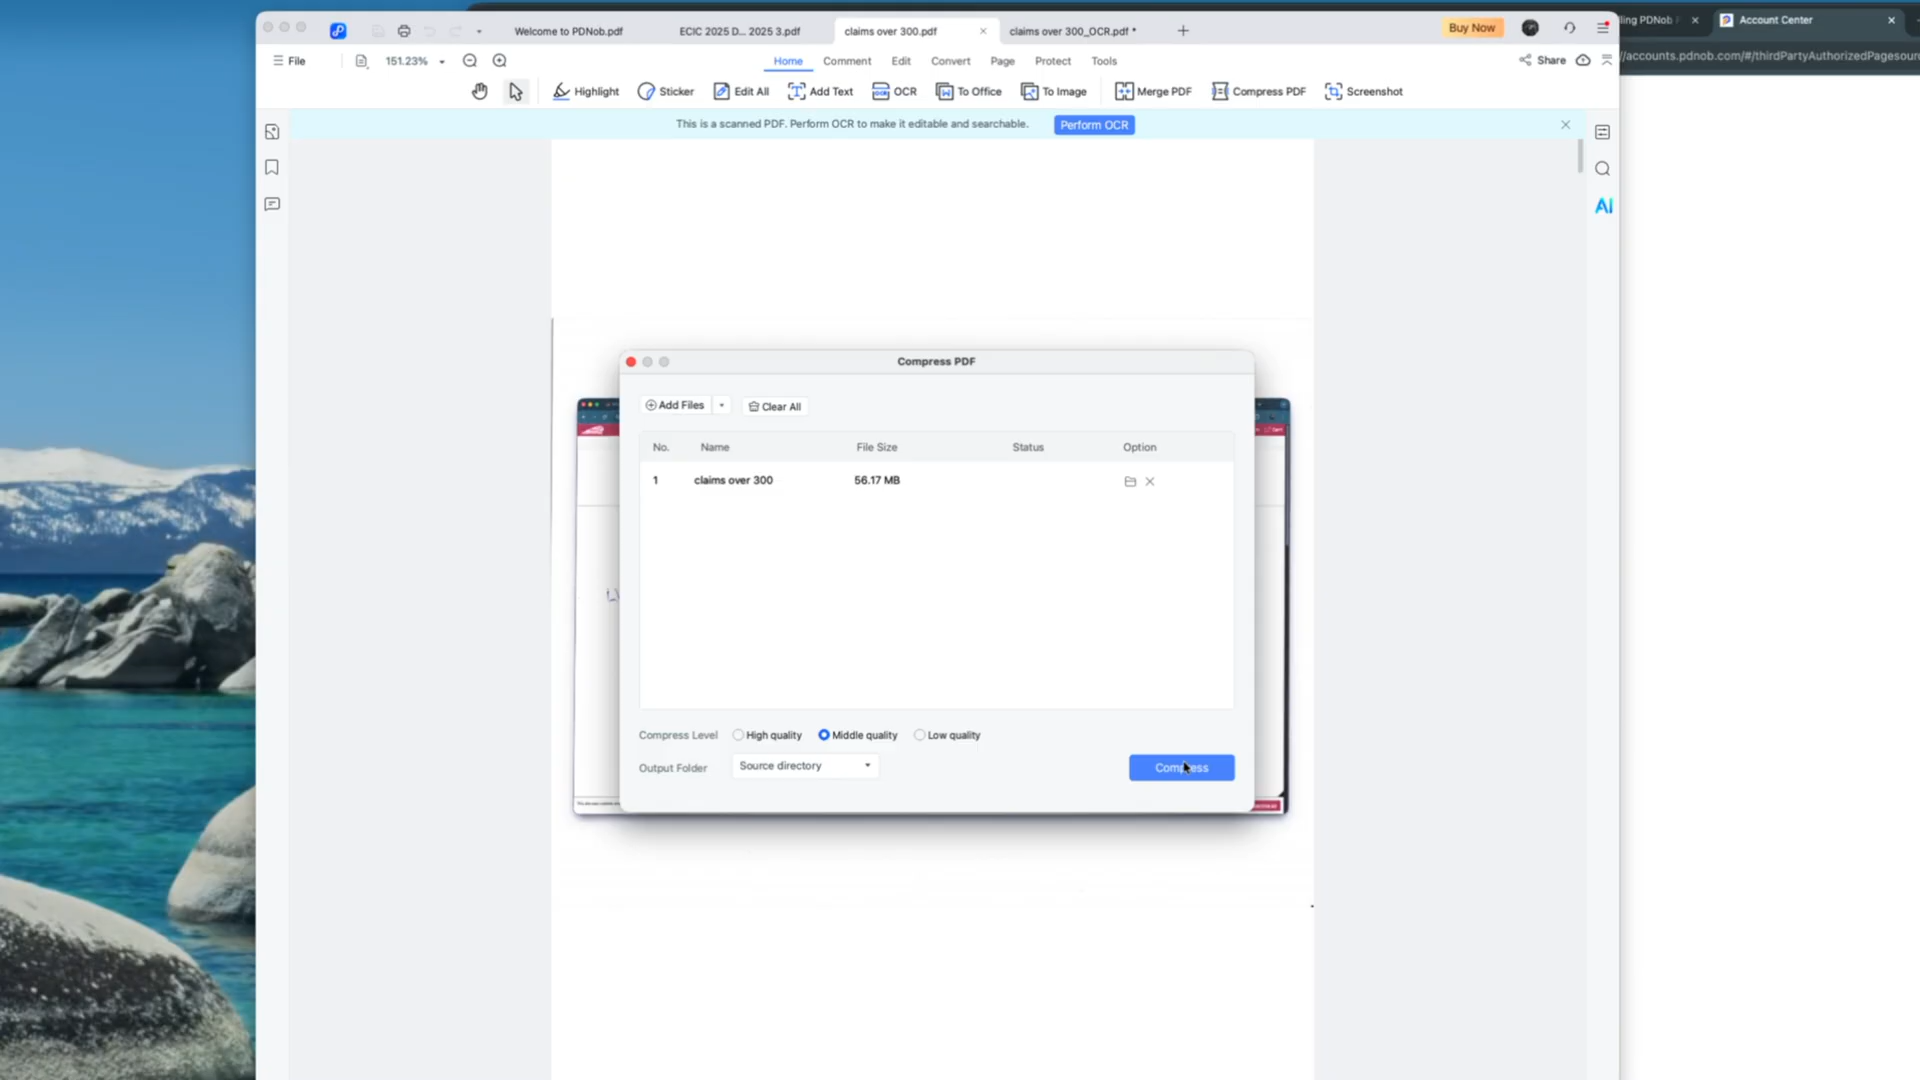 Welcome to PDNob.pdf
ECIC 2025 D... 2025 3.pdf
claims over 300.pdf
claims over 300_OCR.pdf *
Buy Now
ling PDNob
Account Center
File
151.23%
Home
Comment
Edit
Convert
Page
Protect
Tools
Share
//accounts.pdnob.com/#/thirdPartyAuthorizedPagesour
Highlight
Sticker
Edit All
Add Text
OCR
To Office
To Image
Merge PDF
Compress PDF
Screenshot
This is a scanned PDF. Perform OCR to make it editable and searchable.
Perform OCR
AI
Compress PDF
Add Files
Clear All
No.
Name
File Size
Status
Option
1
claims over 300
56.17 MB
Compress Level
High quality
Middle quality
Low quality
Output Folder
Source directory
Compress